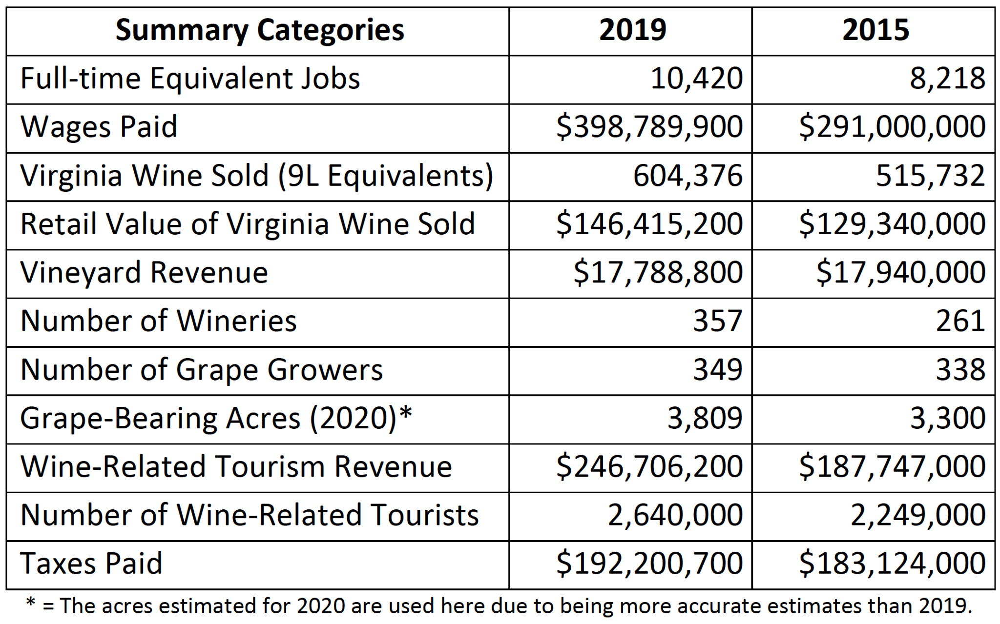 Summary Categories 2019 2015
Full-time Equivalent Jobs 10,420 8,218
Wages Paid $398,789,900 $291,000,000
Virginia Wine Sold (9L Equivalents) 604,376 515,732
Retail Value of Virginia Wine Sold $146,415,200 $129,340,000
Vineyard Revenue $17,788,800 $17,940,000
Number of Wineries 357 261
Number of Grape Growers 349 338
Grape-Bearing Acres (2020)* 3,809 3,300
Wine-Related Tourism Revenue $246,706,200 $187,747,000
Number of Wine-Related Tourists 2,640,000 2,249,000
Taxes Paid $192,200,700 $183,124,000
* = The acres estimated for 2020 are used here due to being more accurate estimates than 2019.